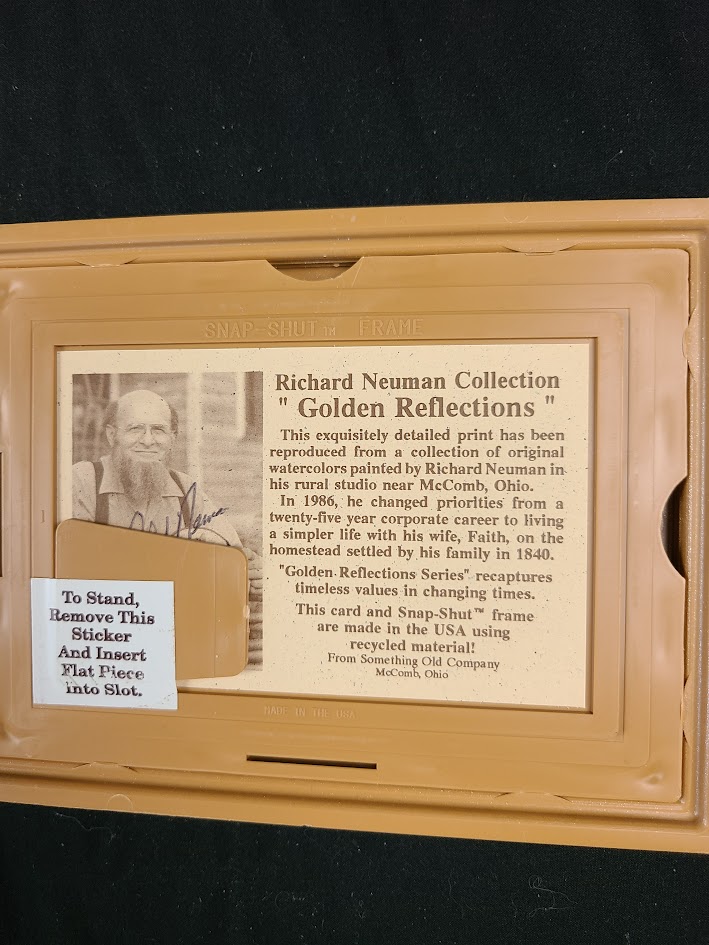 SNAP-SHUT™ FRAME
Richard Neuman Collection
" Golden Reflections "
This exquisitely detailed print has been
reproduced from a collection of original
watercolors painted by Richard Neuman in
his rural studio near McComb, Ohio.
In 1986, he changed priorities from a
twenty-five year corporate career to living
a simpler life with his wife, Faith, on the
homestead settled by his family in 1840.
"Golden Reflections Series" recaptures
timeless values in changing times.
This card and Snap-Shut™ frame
are made in the USA using
recycled material!
From Something Old Company
McComb, Ohio
To Stand,
Remove This
Sticker
And Insert
Flat Piece
into Slot.
MADE IN THE USA